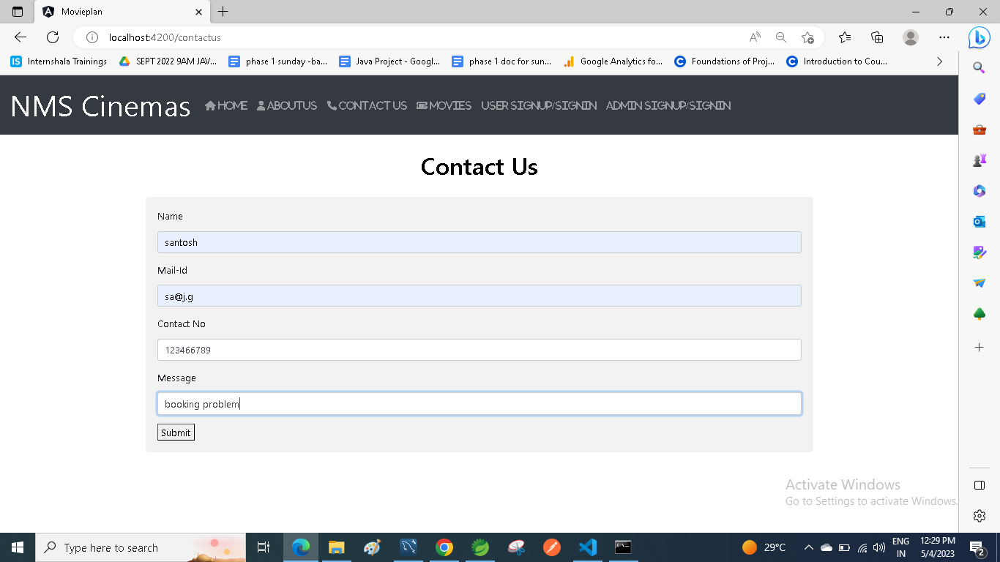 Movieplan
localhost:4200/contactus
Internshala Trainings SEPT 2022 9AM JAV... phase 1 sunday -ba... Java Project - Googl... phase 1 doc for sun... Google Analytics fo... Foundations of Proj... Introduction to Cou...
NMS Cinemas HOME ABOUTUS CONTACT US MOVIES USER SIGNUP/SIGNIN ADMIN SIGNUP/SIGNIN
Contact Us
Name
santosh
Mail-Id
sa@j.g
Contact No
123466789
Message
booking problem
Submit
Activate Windows
Go to Settings to activate Windows.
Type here to search
29°C
ENG
IN
12:29 PM
5/4/2023
2